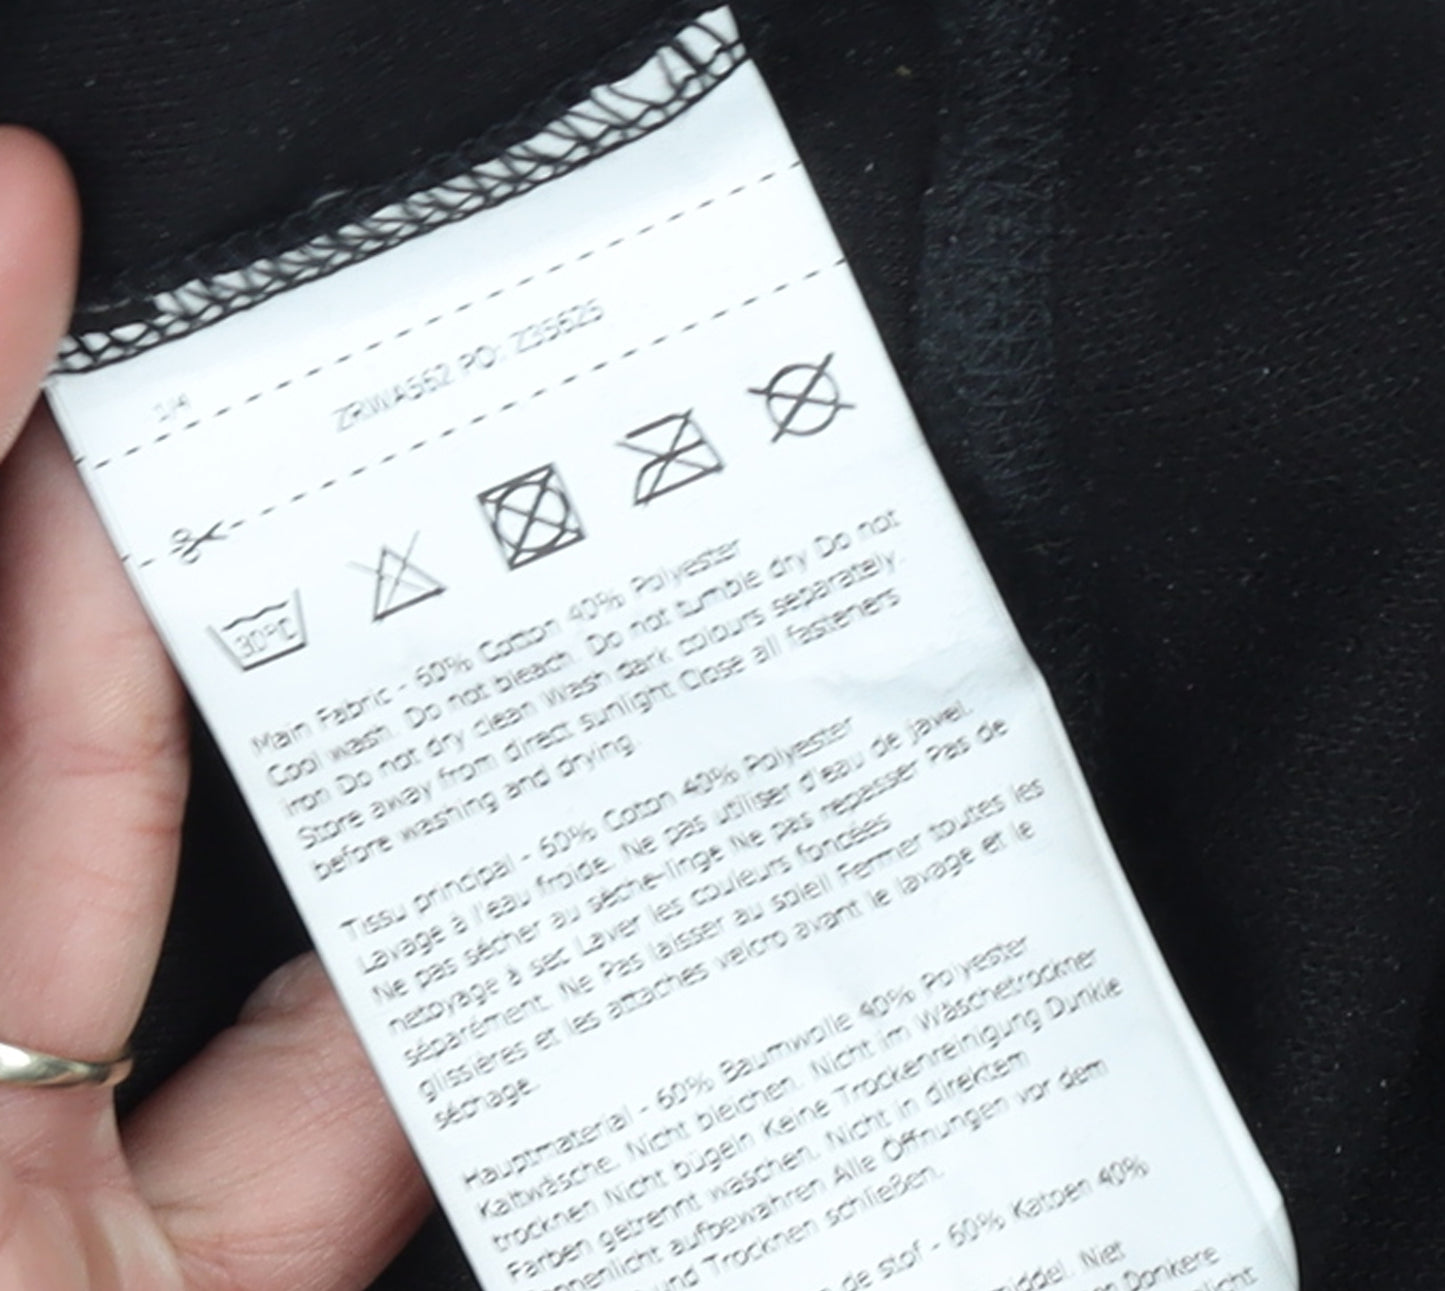 1/4
ZRWA562 PO: Z35625
30°C
Main Fabric - 60% Cotton 40% Polyester
Cool wash. Do not bleach. Do not tumble dry Do not
iron Do not dry clean Wash dark colours separately.
Store away from direct sunlight Close all fasteners
before washing and drying.
Tissu principal - 60% Coton 40% Polyester
Lavage à l'eau froide. Ne pas utiliser d'eau de javel.
Ne pas sécher au sèche-linge Ne pas repasser Pas de
netoyage à sec Laver les couleurs foncées
séparément. Ne Pas laisser au soleil Fermer toutes les
glissières et les attaches velcro avant le lavage et le
séchage.
Hauptmaterial - 60% Baumwolle 40% Polyester
Kaltwäsche. Nicht bleichen. Nicht im Wäschetrockner
trocknen Nicht bügeln Keine Trockenreinigung Dunkle
Farben getrennt waschen. Nicht in direktem
aufbewahren Alle Öffnungen vor dem
und Trocknen schließen.
de stof - 60% Katoen 40%
Niet
Donkere